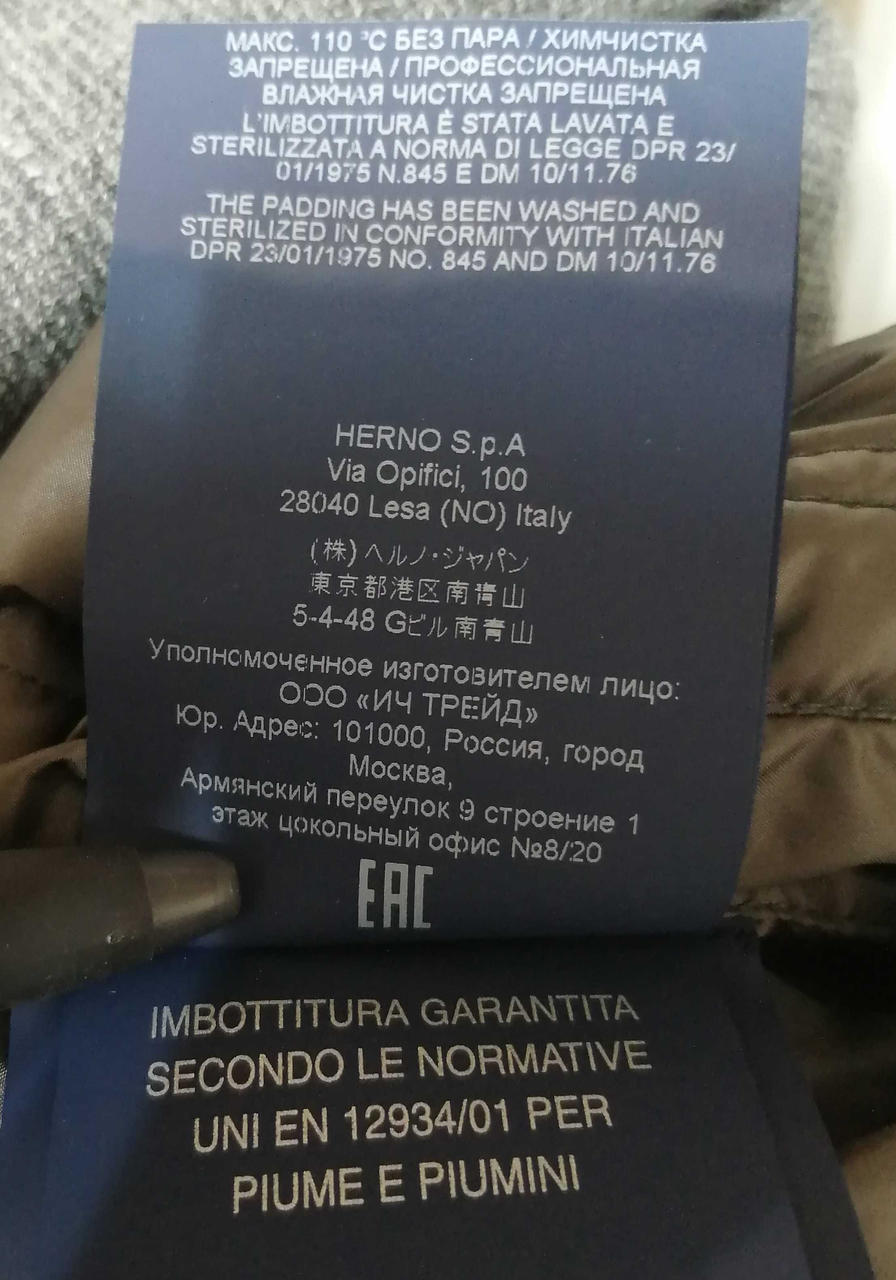 МАКС. 110 °C БЕЗ ПАРА / ХИМЧИСТКА
ЗАПРЕЩЕНА / ПРОФЕССИОНАЛЬНАЯ
ВЛАЖНАЯ ЧИСТКА ЗАПРЕЩЕНА
L'IMBOTTITURA È STATA LAVATA E
STERILIZZATA A NORMA DI LEGGE DPR 23/
01/1975 N.845 E DM 10/11.76
THE PADDING HAS BEEN WASHED AND
STERILIZED IN CONFORMITY WITH ITALIAN
DPR 23/01/1975 NO. 845 AND DM 10/11.76
HERNO S.p.A
Via Opifici, 100
28040 Lesa (NO) Italy
(株) ヘルノ・ジャパン
東京都港区南青山
5-4-48 Gビル南青山
Уполномоченное изготовителем лицо:
ООО «ИЧ ТРЕЙД»
Юр. Адрес: 101000, Россия, город
Москва,
Армянский переулок 9 строение 1
этаж цокольный офис №8/20
EAC
IMBOTTITURA GARANTITA
SECONDO LE NORMATIVE
UNI EN 12934/01 PER
PIUME E PIUMINI